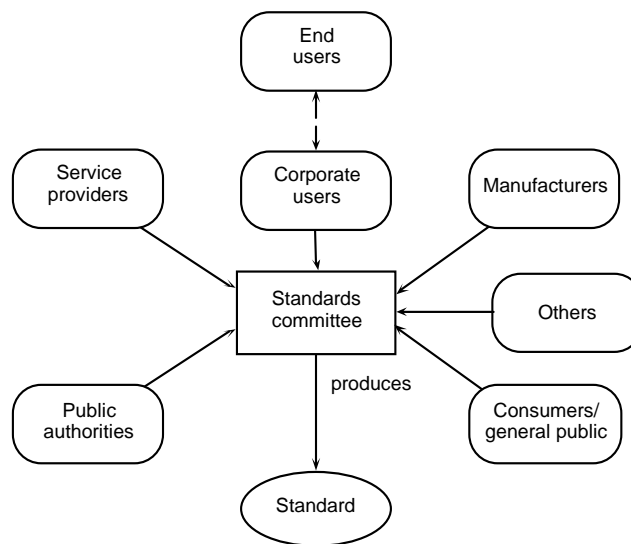 End
users
Service
providers
Corporate
users
Manufacturers
Standards
committee
Others
produces
Public
authorities
Consumers/
general public
Standard